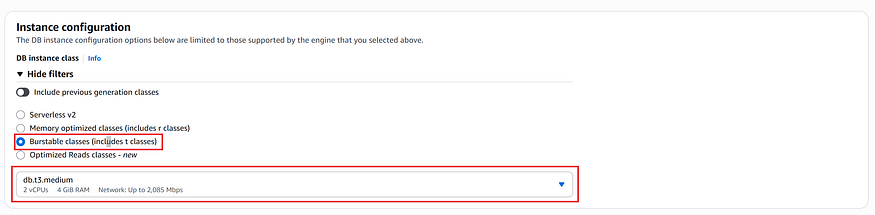 Instance configuration
The DB instance configuration options below are limited to those supported by the engine that you selected above.
DB instance class Info
Hide filters
Include previous generation classes
Serverless v2
Memory optimized classes (includes r classes)
Burstable classes (includes t classes)
Optimized Reads classes - new
db.t3.medium
2 vCPUs 4 GiB RAM Network: Up to 2,085 Mbps